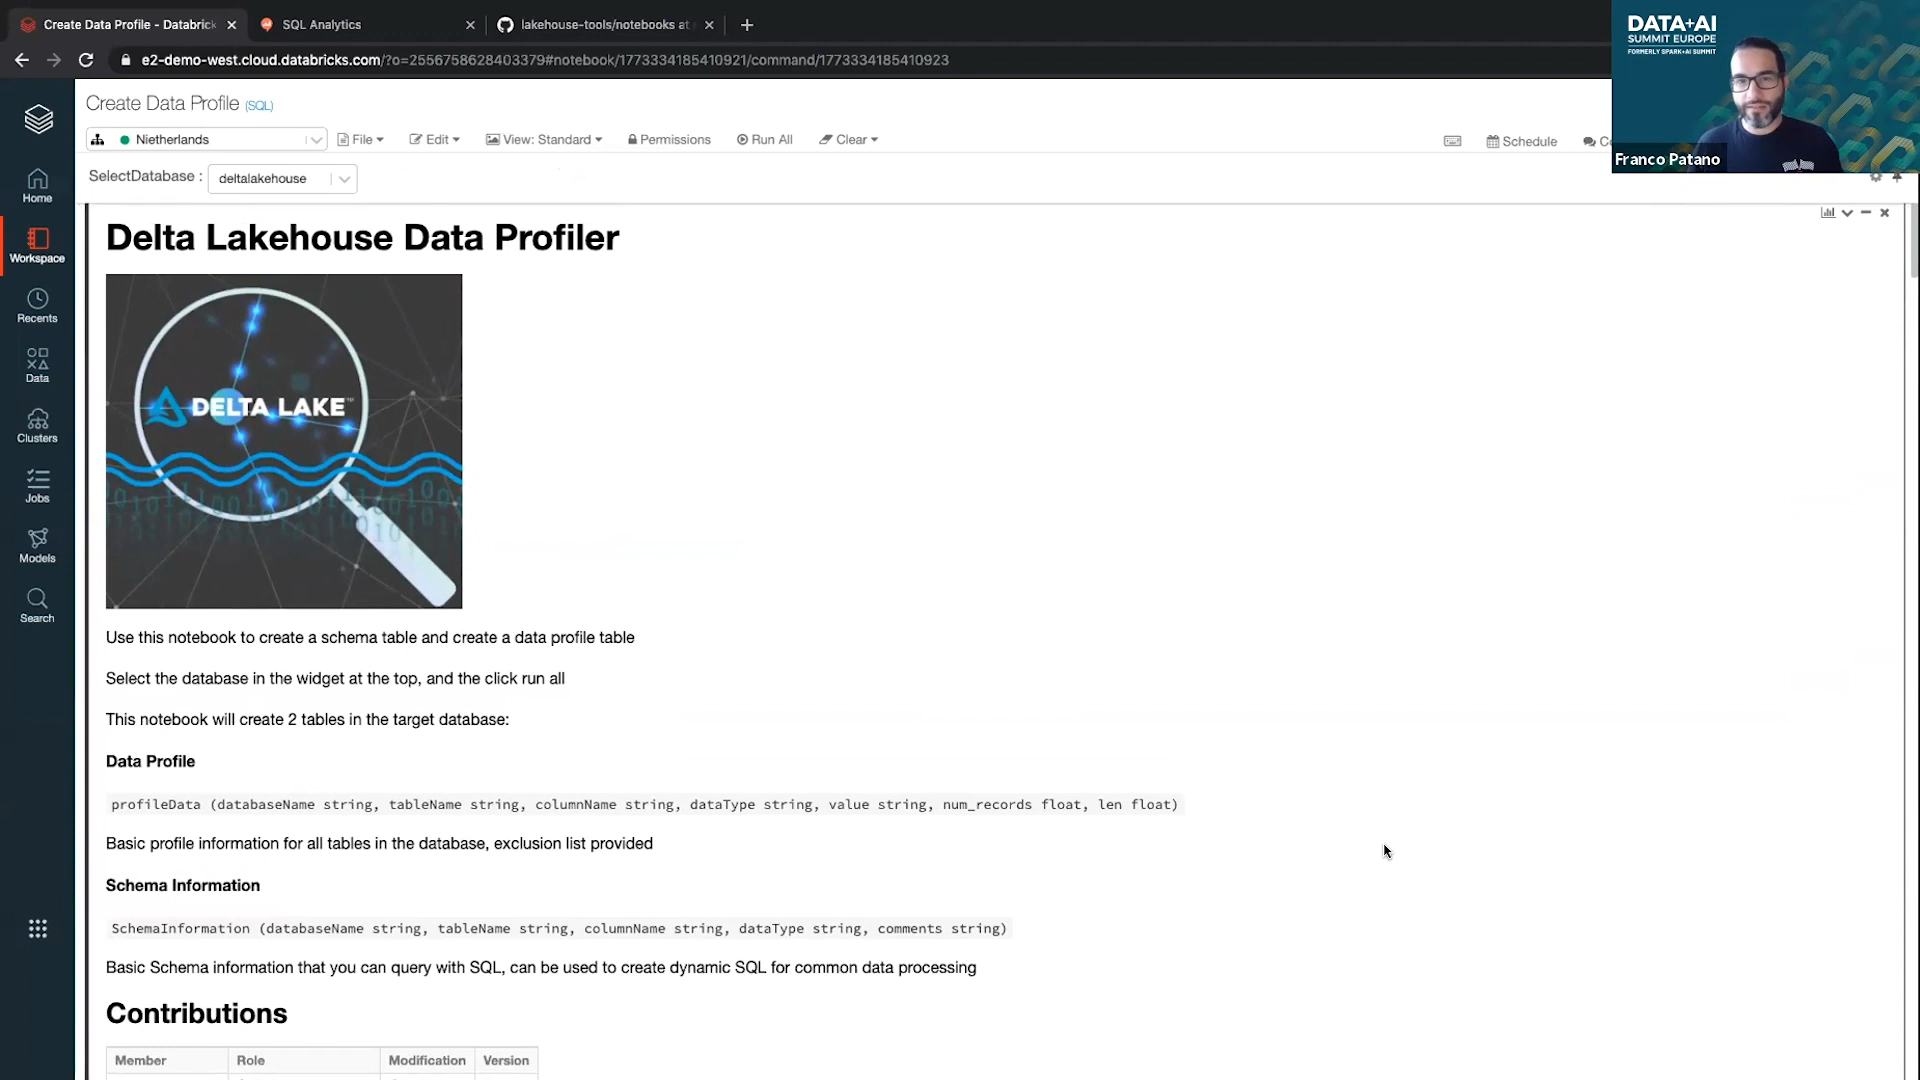 Create Data Profile - Databrick
SQL Analytics
lakehouse-tools/notebooks at
e2-demo-west.cloud.databricks.com/?o=2556758628403379#notebook/1773334185410921/command/1773334185410923
DATA+AI
SUMMIT EUROPE
FORMERLY SPARK+AI SUMMIT
Franco Patano
Create Data Profile (SQL)
Nietherlands
File
Edit
View: Standard
Permissions
Run All
Clear
Schedule
Co
SelectDatabase :
deltalakehouse
Home
Workspace
Recents
Data
Clusters
Jobs
Models
Search
Delta Lakehouse Data Profiler
DELTA LAKE™
Use this notebook to create a schema table and create a data profile table
Select the database in the widget at the top, and the click run all
This notebook will create 2 tables in the target database:
Data Profile
profileData (databaseName string, tableName string, columnName string, dataType string, value string, num_records float, len float)
Basic profile information for all tables in the database, exclusion list provided
Schema Information
SchemaInformation (databaseName string, tableName string, columnName string, dataType string, comments string)
Basic Schema information that you can query with SQL, can be used to create dynamic SQL for common data processing
Contributions
Member Role Modification Version